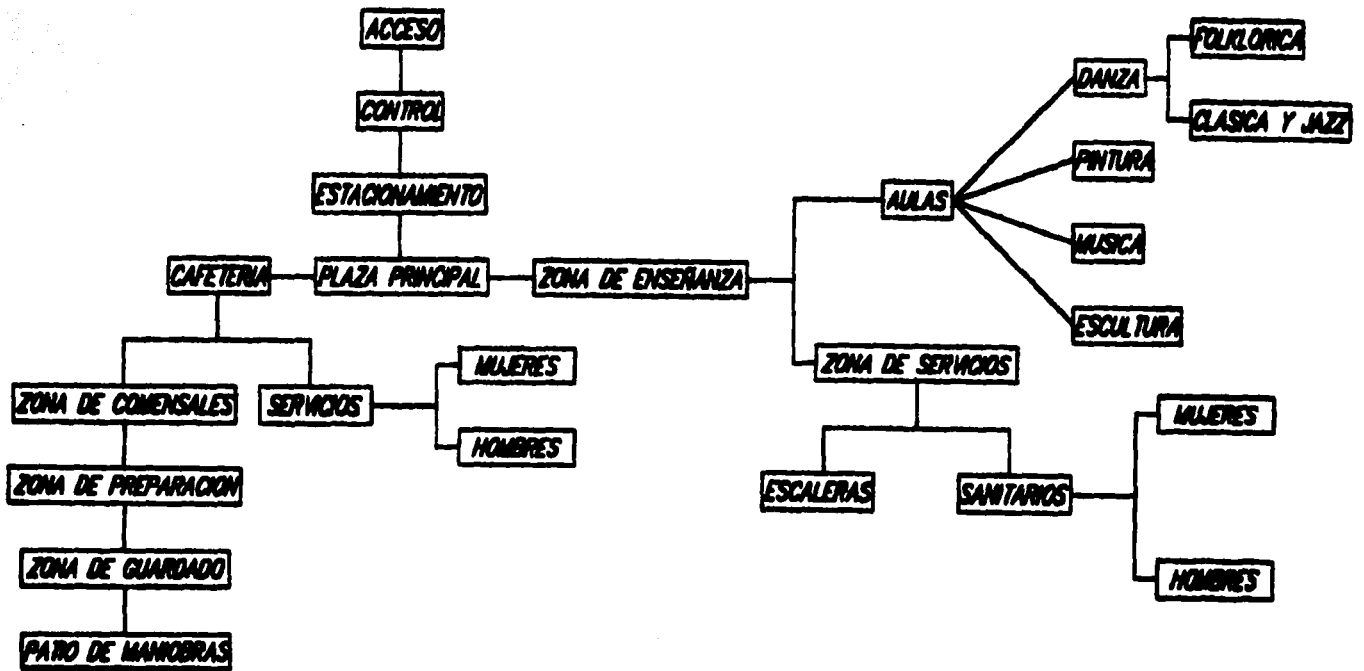 ACCESO
CONTROL
ESTACIONAMIENTO
CAFETERIA
PLAZA PRINCIPAL
ZONA DE ENSEÑANZA
AULAS
DANZA
FOLKLORICA
CLASICA Y JAZZ
PINTURA
MUSICA
ESCULTURA
ZONA DE COMENSALES
SERVICIOS
MUJERES
HOMBRES
ZONA DE PREPARACION
ZONA DE GUARDADO
PATIO DE MANIOBRAS
ZONA DE SERVICIOS
ESCALERAS
SANITARIOS
MUJERES
HOMBRES